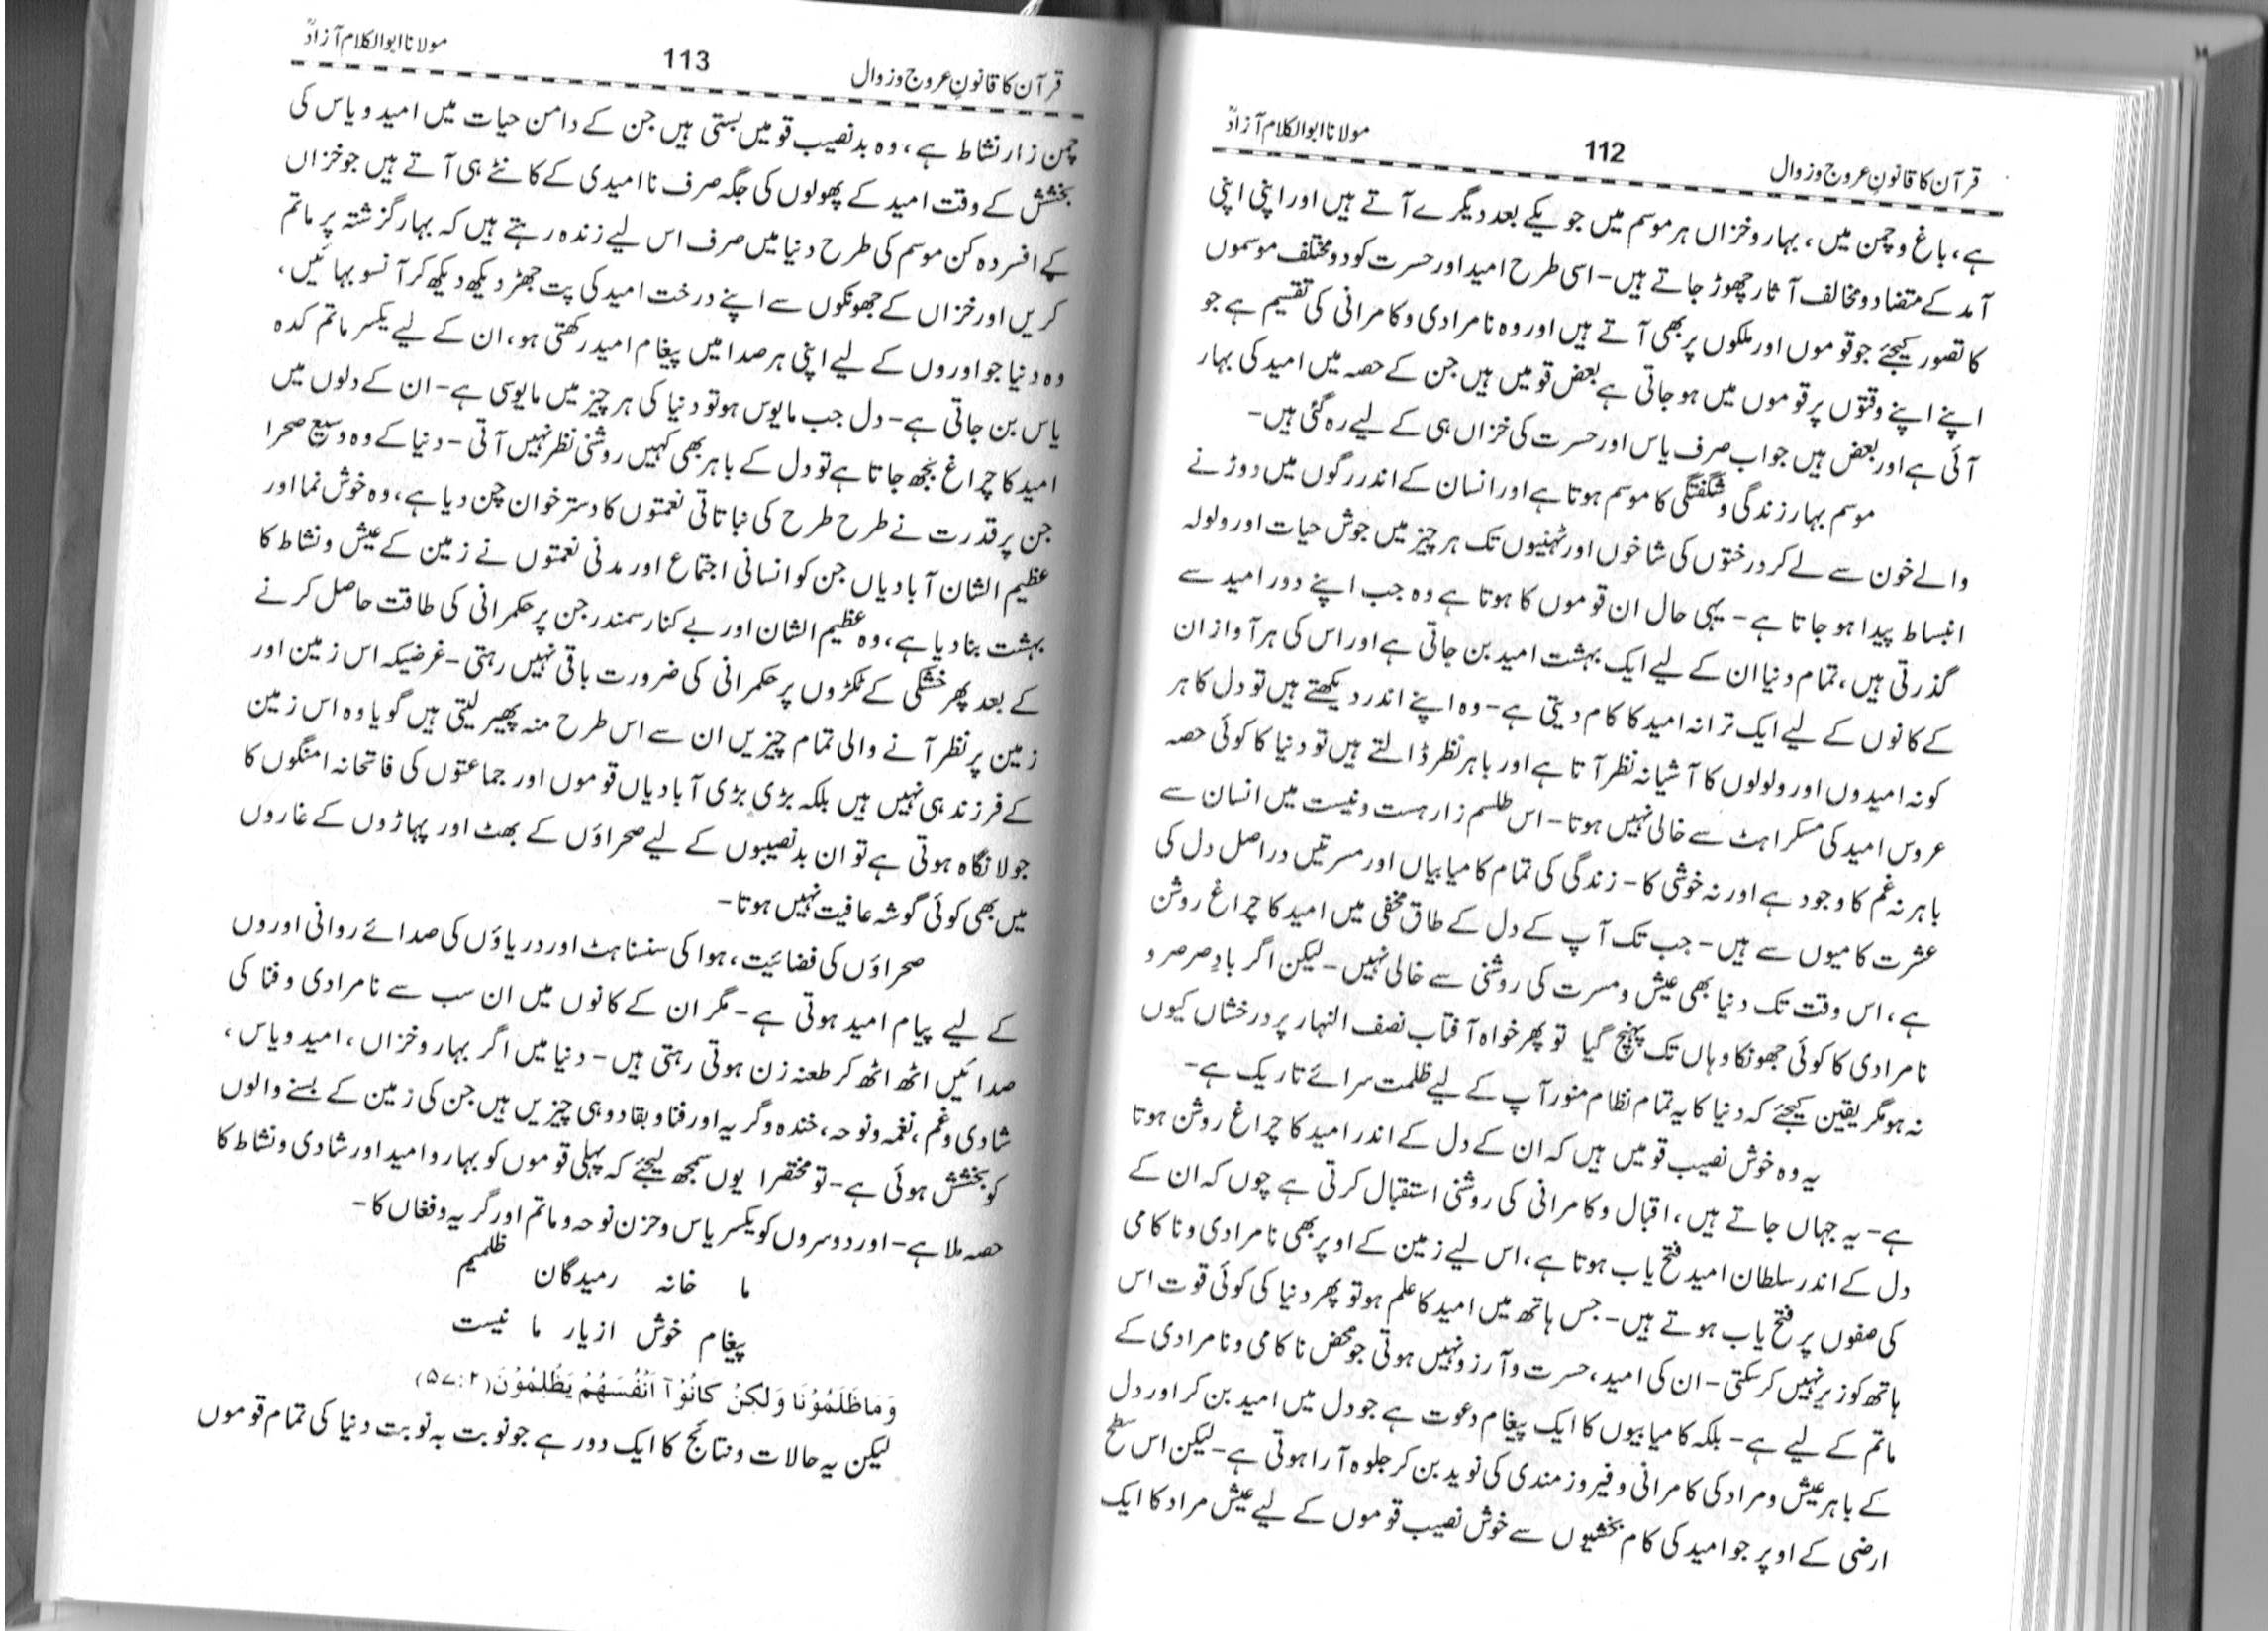 قرآن کا قانونِ عروج و زوال 112 مولانا ابوالکلام آزادؒ
ہے، باغ و چمن میں، بہار و خزاں ہر موسم میں جو یکے بعد دیگرے آتے ہیں اور اپنی اپنی
آمد کے متضاد و مخالف آثار چھوڑ جاتے ہیں- اسی طرح امید اور حسرت کو دو مختلف موسموں
کا تصور کیجئے جو قوموں اور ملکوں پر بھی آتے ہیں اور وہ نامرادی و کامرانی کی تقسیم ہے جو
اپنے اپنے وقتوں پر قوموں میں ہو جاتی ہے بعض قومیں ہیں جن کے حصہ میں امید کی بہار
آئی ہے اور بعض ہیں جو اب صرف یاس اور حسرت کی خزاں ہی کے لیے رہ گئی ہیں-
موسم بہار زندگی و شگفتگی کا موسم ہوتا ہے اور انسان کے اندر رگوں میں دوڑنے
والے خون سے لے کر درختوں کی شاخوں اور ٹہنیوں تک ہر چیز میں جوش حیات اور ولولہ
انبساط پیدا ہو جاتا ہے- یہی حال ان قوموں کا ہوتا ہے وہ جب اپنے دور امید سے
گذرتی ہیں، تمام دنیا ان کے لیے ایک بہشت امید بن جاتی ہے اور اس کی ہر آواز ان
کے کانوں کے لیے ایک ترانہ امید کا کام دیتی ہے- وہ اپنے اندر دیکھتے ہیں تو دل کا ہر
کونہ امیدوں اور ولولوں کا آشیانہ نظر آتا ہے اور باہر نظر ڈالتے ہیں تو دنیا کا کوئی حصہ
عروس امید کی مسکراہٹ سے خالی نہیں ہوتا- اس طلسم زار ہست و نیست میں انسان سے
باہر نہ غم کا وجود ہے اور نہ خوشی کا- زندگی کی تمام کامیابیاں اور مسرتیں دراصل دل کی
عشرت کامیوں سے ہیں- جب تک آپ کے دل کے طاق مخفی میں امید کا چراغ روشن
ہے، اس وقت تک دنیا بھی عیش و مسرت کی روشنی سے خالی نہیں- لیکن اگر بادِ صرصر و
نامرادی کا کوئی جھونکا وہاں تک پہنچ گیا تو پھر خواہ آفتاب نصف النہار پر درخشاں کیوں
نہ ہو مگر یقین کیجئے کہ دنیا کا یہ تمام نظام منور آپ کے لیے ظلمت سرائے تاریک ہے-
یہ وہ خوش نصیب قومیں ہیں کہ ان کے دل کے اندر امید کا چراغ روشن ہوتا
ہے- یہ جہاں جاتے ہیں، اقبال و کامرانی کی روشنی استقبال کرتی ہے چوں کہ ان کے
دل کے اندر سلطان امید فتح یاب ہوتا ہے، اس لیے زمین کے اوپر بھی نامرادی و ناکامی
کی صفوں پر فتح یاب ہوتے ہیں- جس ہاتھ میں امید کا علم ہو تو پھر دنیا کی کوئی قوت اس
ہاتھ کو زیر نہیں کر سکتی- ان کی امید، حسرت و آرزو نہیں ہوتی جو محض ناکامی و نامرادی کے
ماتم کے لیے ہے- بلکہ کامیابیوں کا ایک پیغام دعوت ہے جو دل میں امید بن کر اور دل
کے باہر عیش و مراد کی کامرانی و فیروز مندی کی نوید بن کر جلوہ آرا ہوتی ہے- لیکن اس سطح
ارضی کے اوپر جو امید کی کام بخشیوں سے خوش نصیب قوموں کے لیے عیش مراد کا ایک
قرآن کا قانونِ عروج و زوال 113 مولانا ابوالکلام آزادؒ
چمن زار نشاط ہے، وہ بدنصیب قومیں بستی ہیں جن کے دامن حیات میں امید و یاس کی
بخشش کے وقت امید کے پھولوں کی جگہ صرف ناامیدی کے کانٹے ہی آتے ہیں جو خزاں
کے افسردہ کن موسم کی طرح دنیا میں صرف اس لیے زندہ رہتے ہیں کہ بہار گزشتہ پر ماتم
کریں اور خزاں کے جھونکوں سے اپنے درخت امید کی پت جھڑ دیکھ دیکھ کر آنسو بہائیں،
وہ دنیا جو اوروں کے لیے اپنی ہر صدا میں پیغام امید رکھتی ہو، ان کے لیے یکسر ماتم کدہ
یاس بن جاتی ہے- دل جب مایوس ہو تو دنیا کی ہر چیز میں مایوسی ہے- ان کے دلوں میں
امید کا چراغ بجھ جاتا ہے تو دل کے باہر بھی کہیں روشنی نظر نہیں آتی- دنیا کے وہ وسیع صحرا
جن پر قدرت نے طرح طرح کی نباتاتی نعمتوں کا دسترخوان چن دیا ہے، وہ خوش نما اور
عظیم الشان آبادیاں جن کو انسانی اجتماع اور مدنی نعمتوں نے زمین کے عیش و نشاط کا
بہشت بنا دیا ہے، وہ عظیم الشان اور بے کنار سمندر جن پر حکمرانی کی طاقت حاصل کرنے
کے بعد پھر خشکی کے ٹکڑوں پر حکمرانی کی ضرورت باقی نہیں رہتی- غرضیکہ اس زمین اور
زمین پر نظر آنے والی تمام چیزیں ان سے اس طرح منہ پھیر لیتی ہیں گویا وہ اس زمین
کے فرزند ہی نہیں ہیں بلکہ بڑی بڑی آبادیاں قوموں اور جماعتوں کی فاتحانہ امنگوں کا
جولانگاہ ہوتی ہے تو ان بدنصیبوں کے لیے صحراؤں کے بھٹ اور پہاڑوں کے غاروں
میں بھی کوئی گوشہ عافیت نہیں ہوتا-
صحراؤں کی فضائیت، ہوا کی سنسناہٹ اور دریاؤں کی صدائے روانی اوروں
کے لیے پیام امید ہوتی ہے- مگر ان کے کانوں میں ان سب سے نامرادی و فنا کی
صدائیں اٹھ اٹھ کر طعنہ زن ہوتی رہتی ہیں- دنیا میں اگر بہار و خزاں، امید و یاس،
شادی و غم، نغمہ و نوحہ، خندہ و گریہ اور فنا و بقا دو ہی چیزیں ہیں جن کی زمین کے بسنے والوں
کو بخشش ہوئی ہے- تو مختصرا یوں سمجھ لیجئے کہ پہلی قوموں کو بہار و امید اور شادی و نشاط کا
حصہ ملا ہے- اور دوسروں کو یکسر یاس و حزن نوحہ و ماتم اور گریہ و فغاں کا-
ما خانہ رمیدگان ظلمیم
پیغام خوش از یار ما نیست
وَمَا ظَلَمُوْنَا وَلٰكِنْ كَانُوْٓا اَنْفُسَهُمْ يَظْلِمُوْنَ (۵۷:۲)
لیکن یہ حالات و نتائج کا ایک دور ہے جو نوبت بہ نوبت دنیا کی تمام قوموں